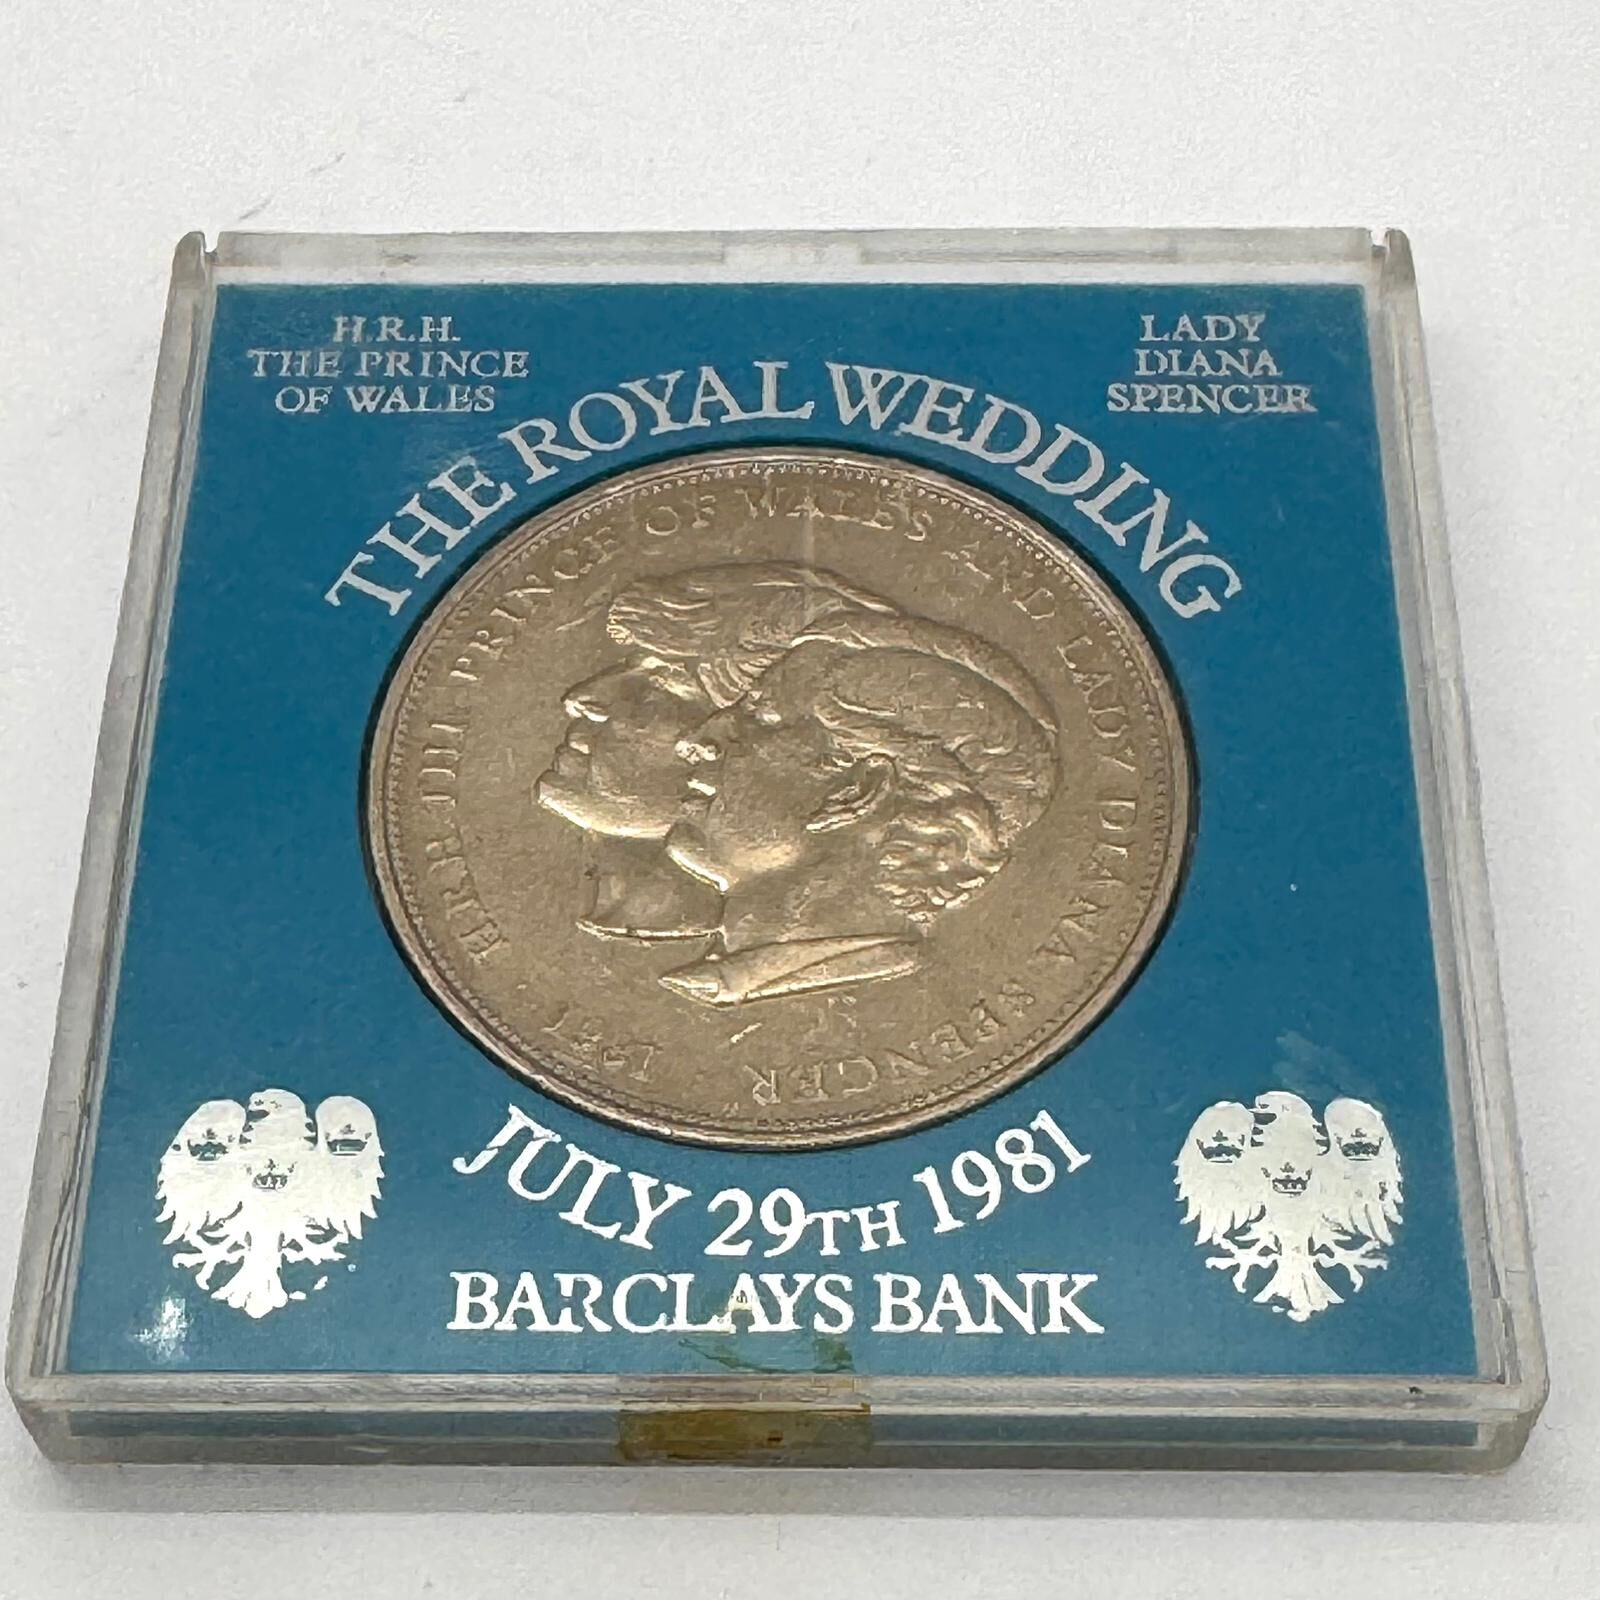 H.R.H.
THE PRINCE
OF WALES
LADY
DIANA
SPENCER
THE ROYAL WEDDING
H.R.H THE PRINCE OF WALES AND LADY DIANA SPENCER 1981
JULY 29TH 1981
BARCLAYS BANK